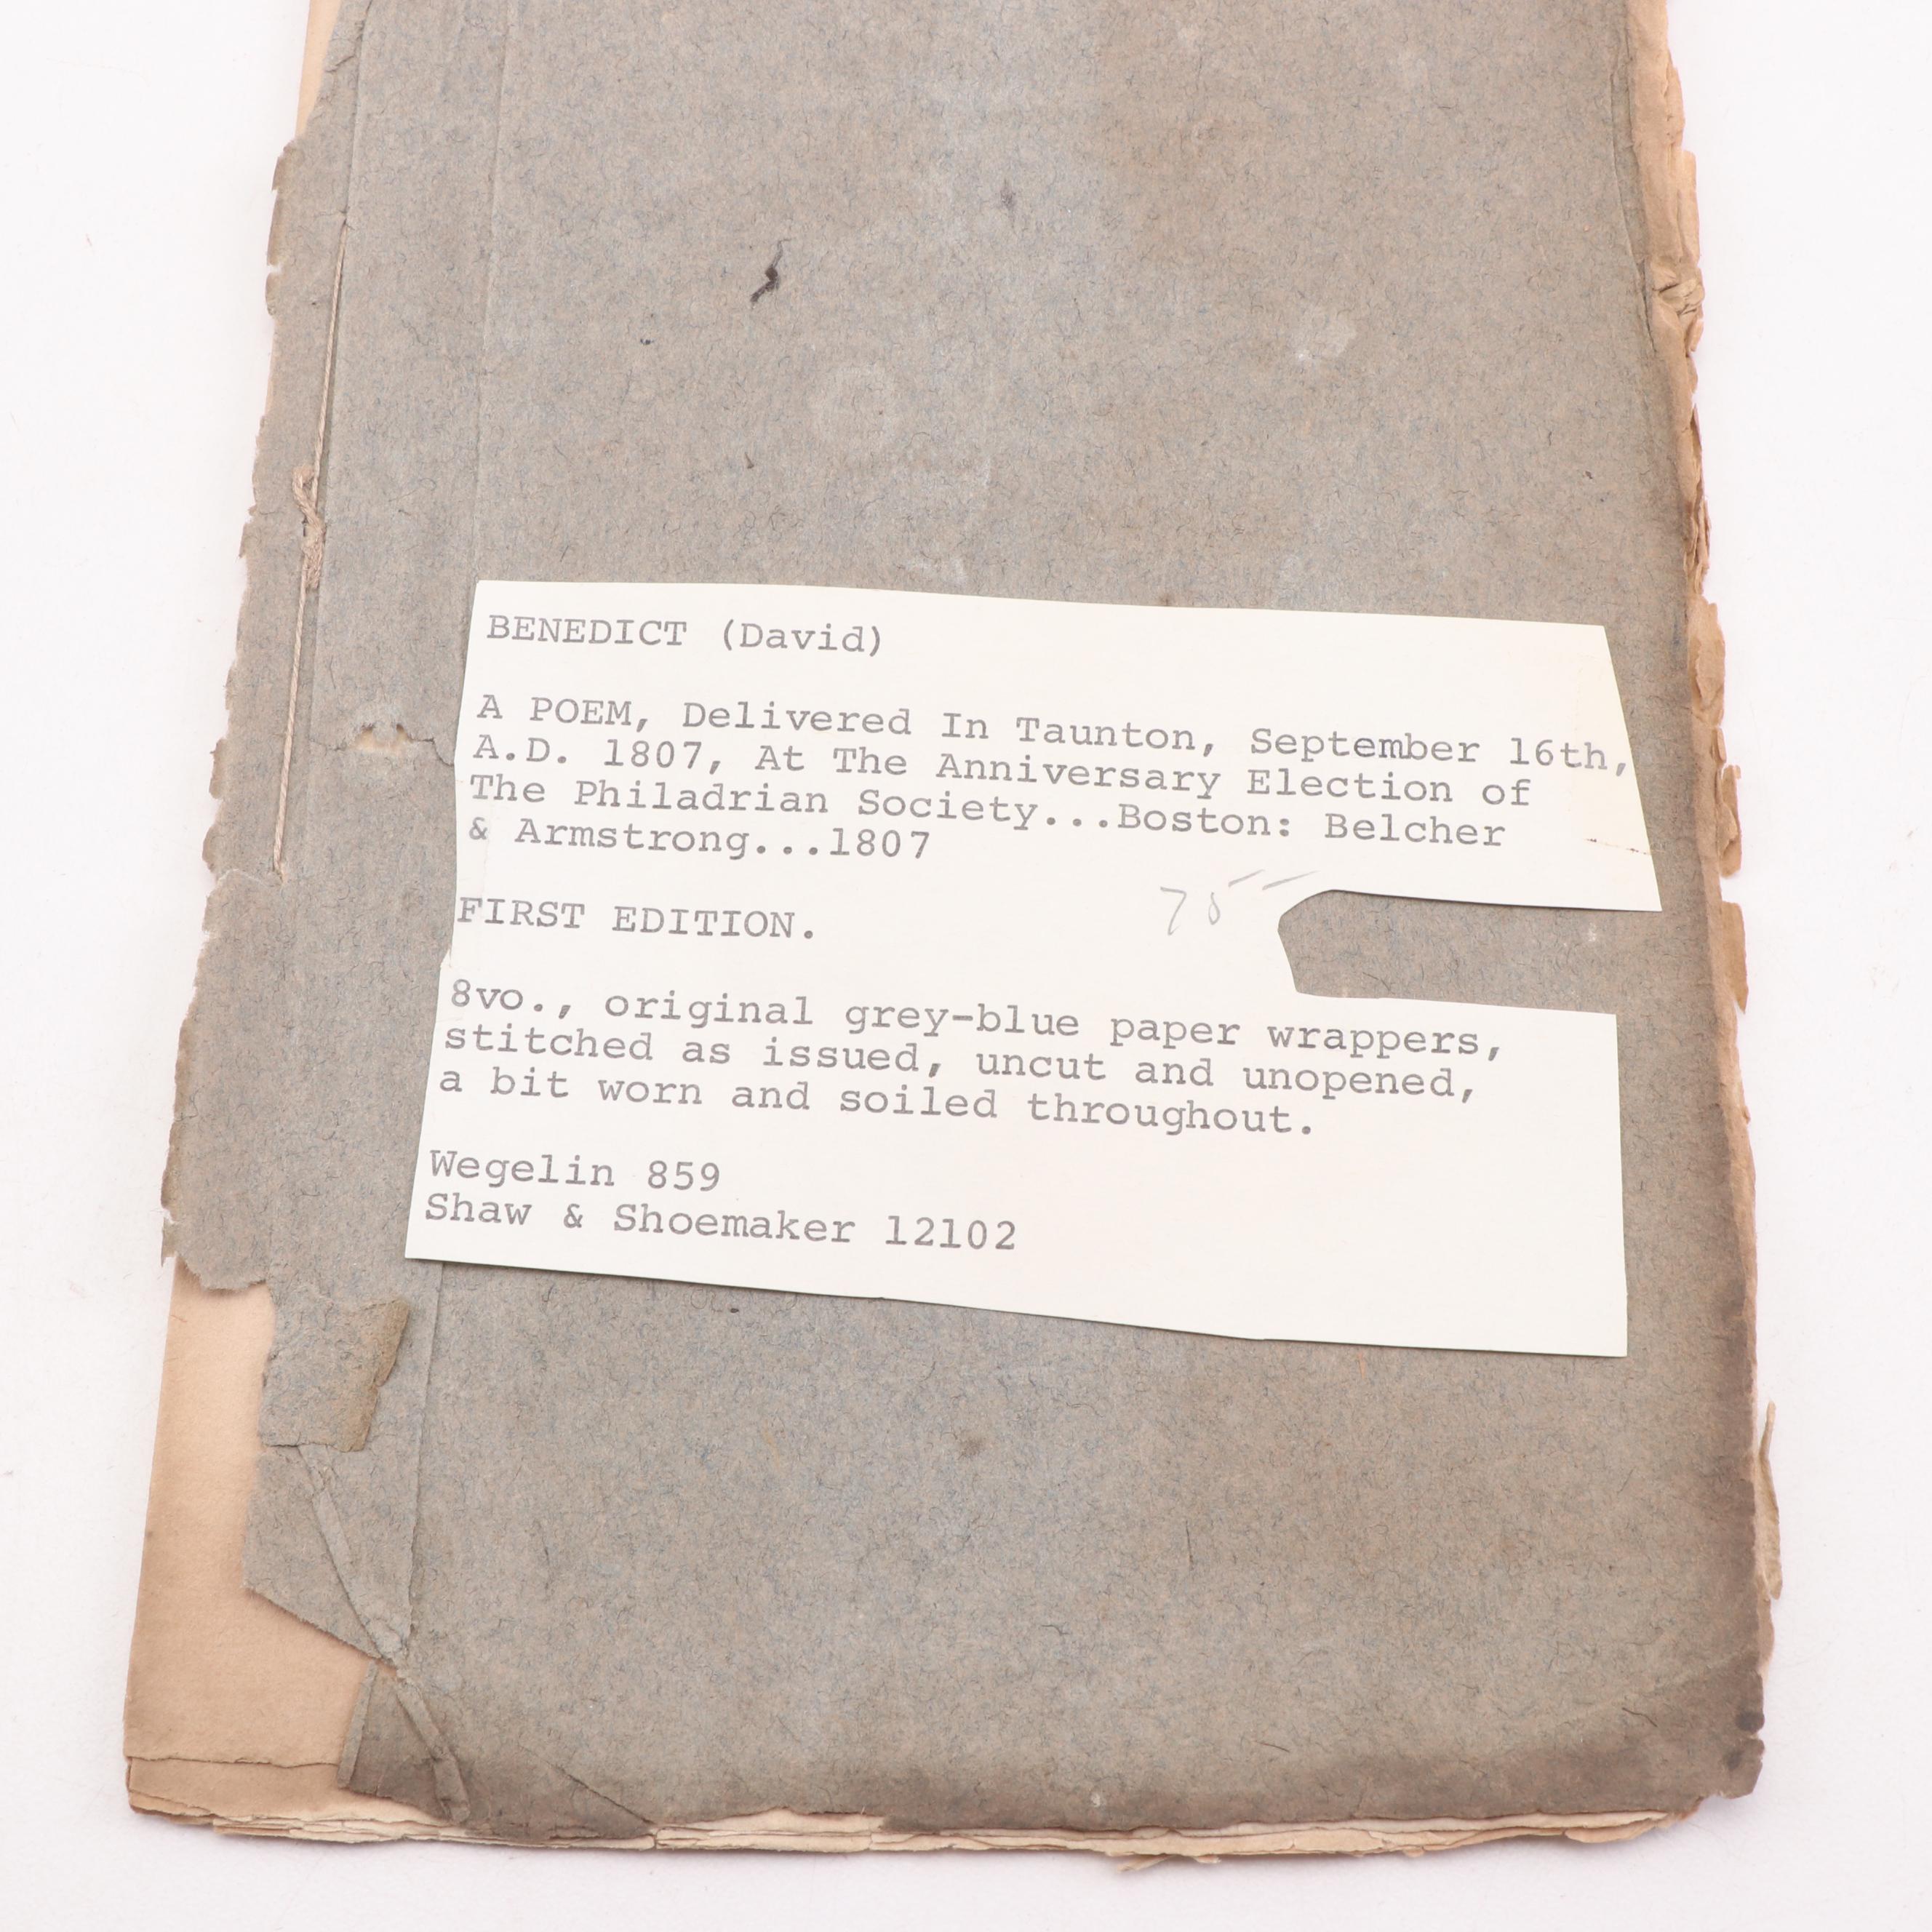 BENEDICT (David)
A POEM, Delivered In Taunton, September 16th,
A.D. 1807, At The Anniversary Election of
The Philadrian Society...Boston: Belcher
& Armstrong...1807
FIRST EDITION.
8vo., original grey-blue paper wrappers,
stitched as issued, uncut and unopened,
a bit worn and soiled throughout.
Wegelin 859
Shaw & Shoemaker 12102